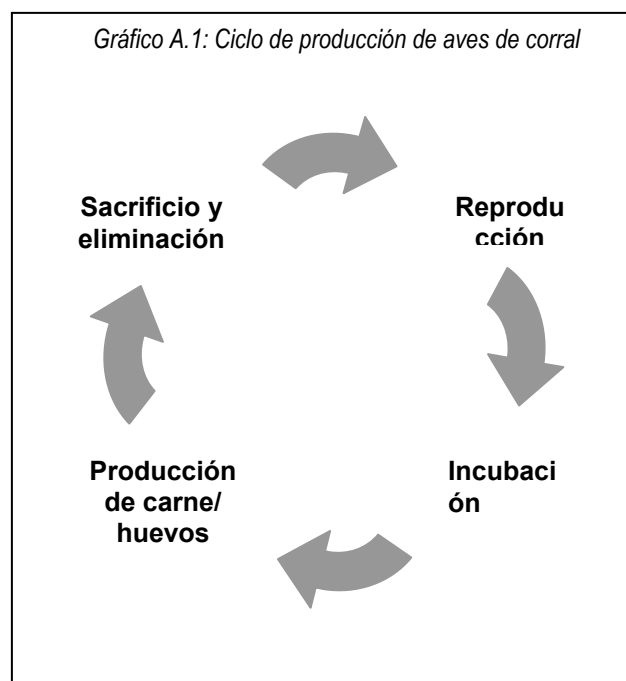 Gráfico A.1: Ciclo de producción de aves de corral
Sacrificio y
eliminación
Reprodu
cción
Producción
de carne/
huevos
Incubaci
ón